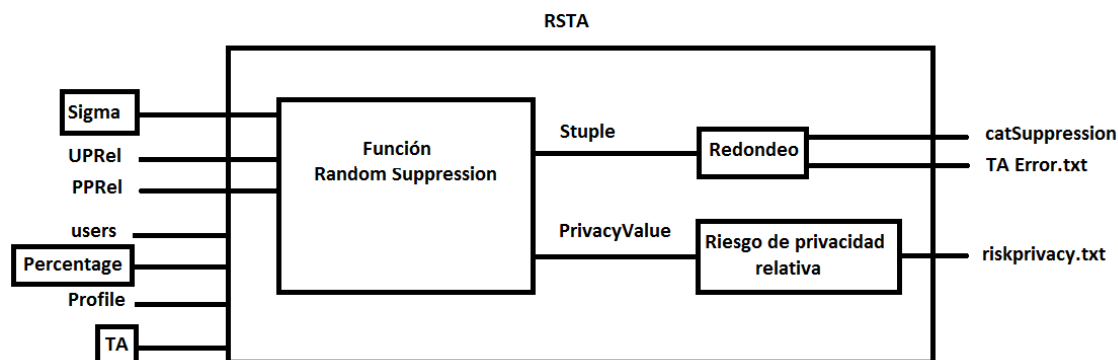 RSTA
Sigma
UPRel
PPRel
users
Percentage
Profile
TA
Función
Random Suppression
Stuple
PrivacyValue
Redondeo
Riesgo de privacidad
relativa
catSuppression
TA Error.txt
riskprivacy.txt